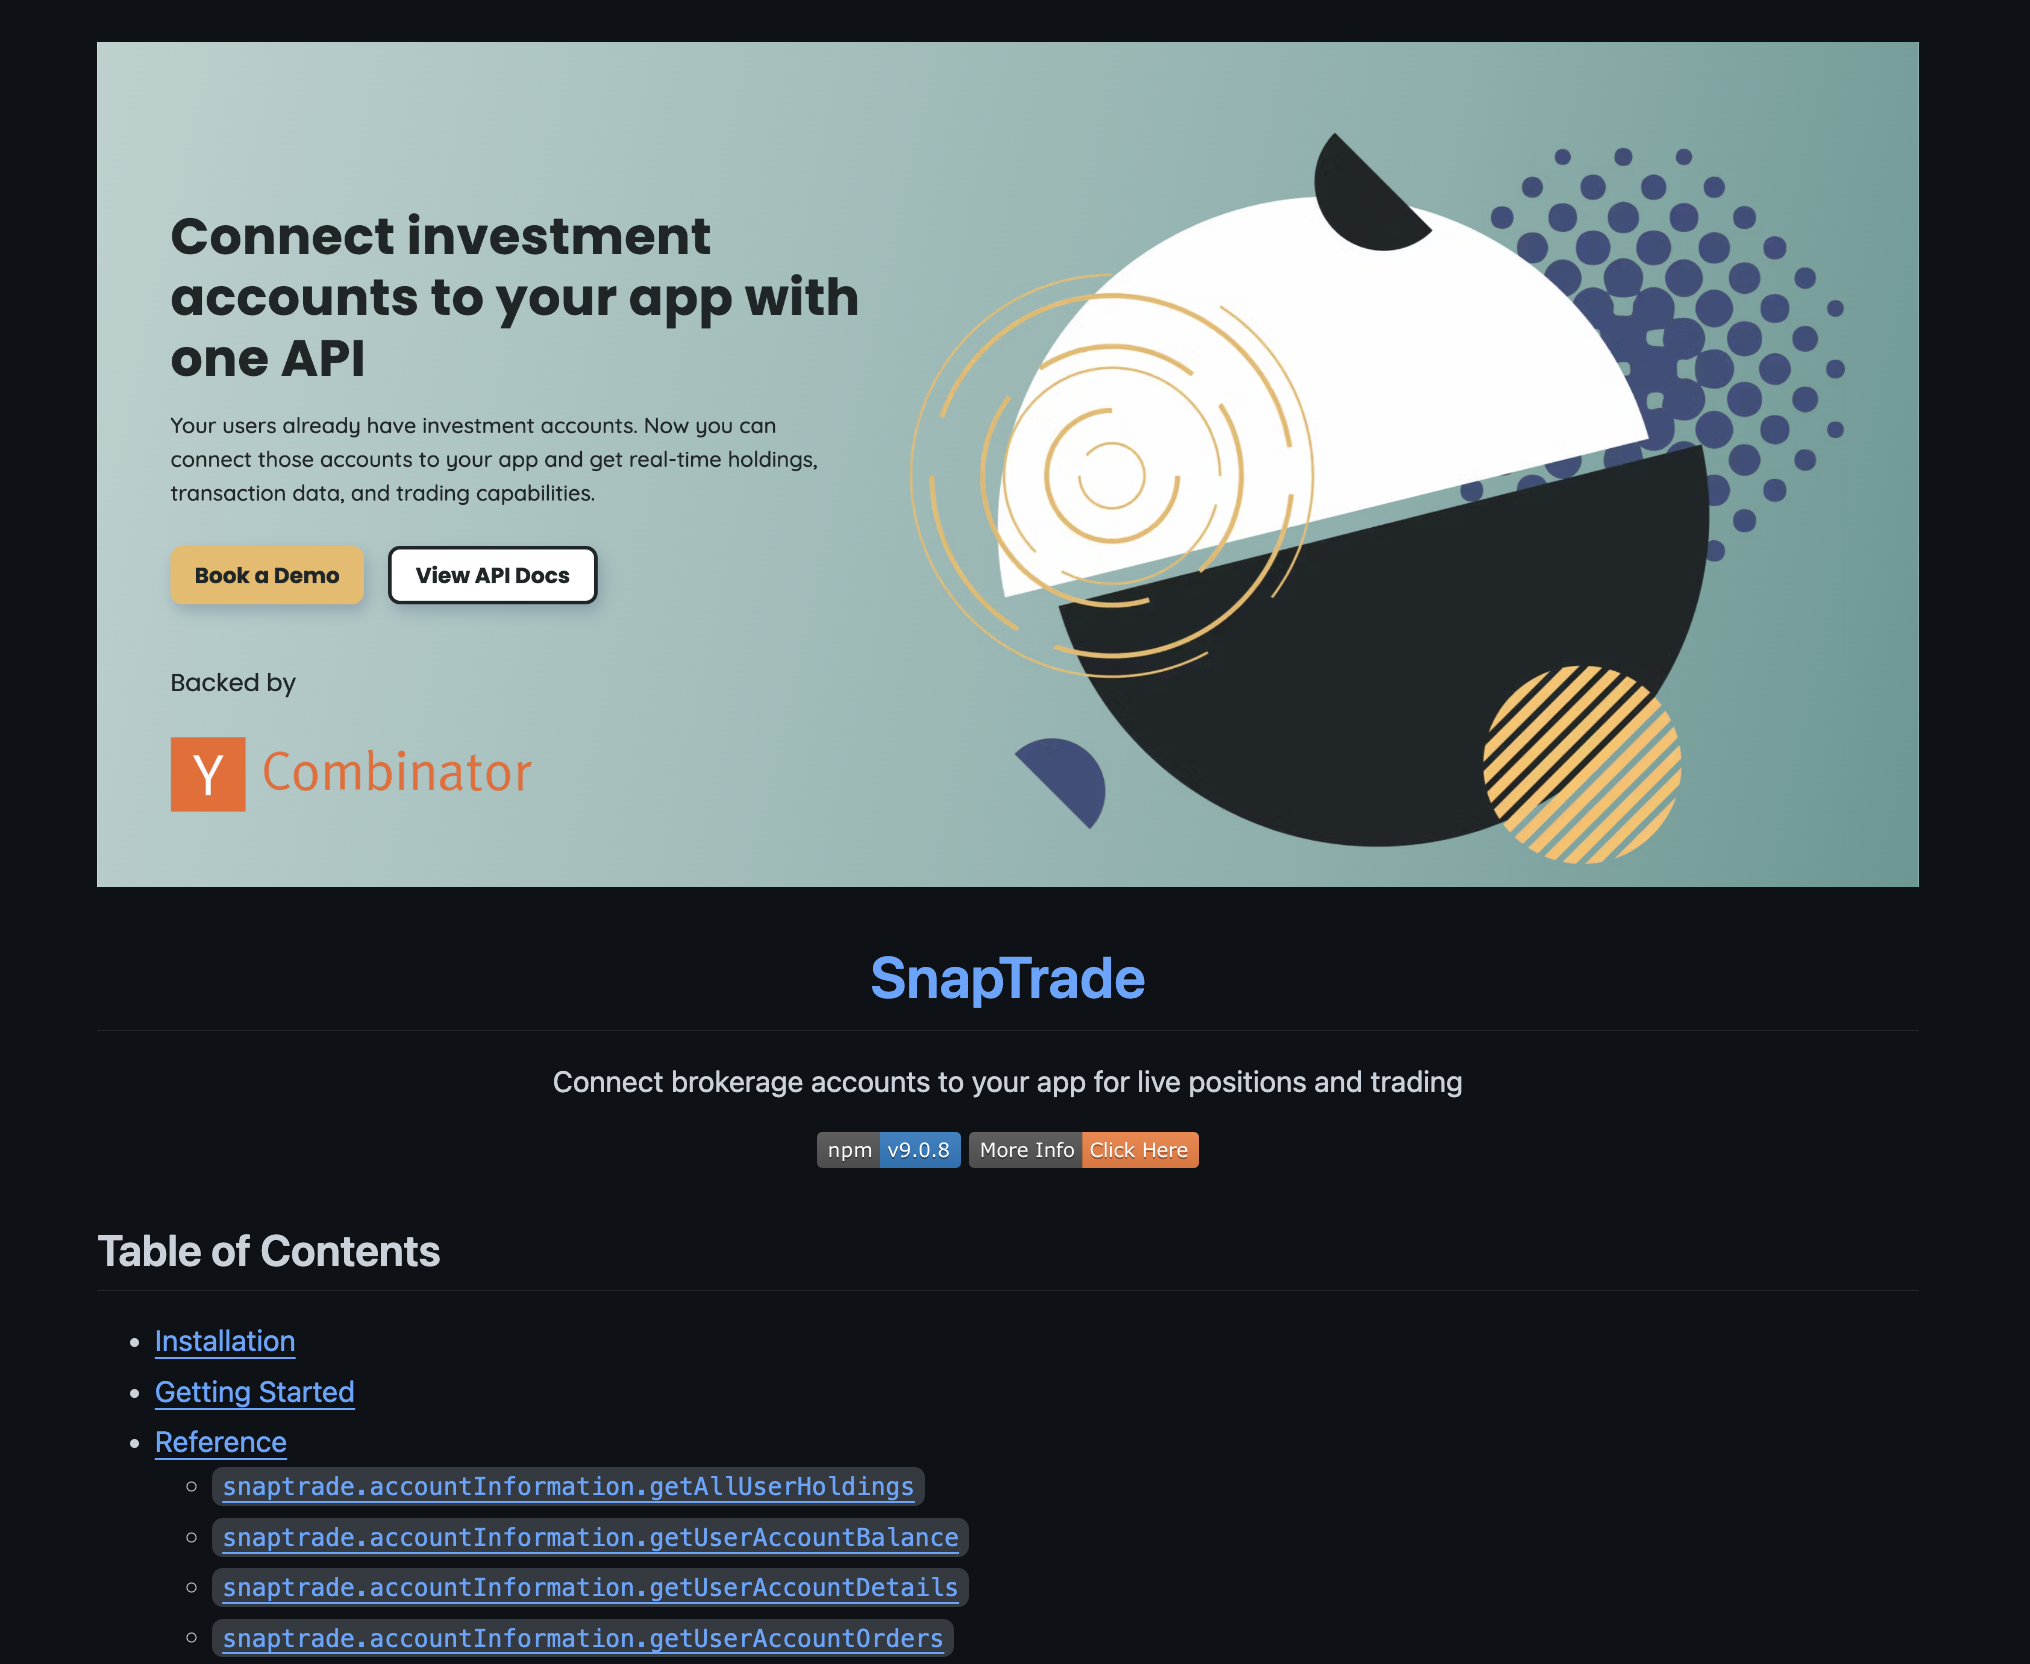 Connect investment
accounts to your app with
one API
Your users already have investment accounts. Now you can
connect those accounts to your app and get real-time holdings,
transaction data, and trading capabilities.
Book a Demo View API Docs
Backed by
Y Combinator
SnapTrade
Connect brokerage accounts to your app for live positions and trading
npm v9.0.8 More Info Click Here
Table of Contents
Installation
Getting Started
Reference
snaptrade.accountInformation.getAllUserHoldings
snaptrade.accountInformation.getUserAccountBalance
snaptrade.accountInformation.getUserAccountDetails
snaptrade.accountInformation.getUserAccountOrders